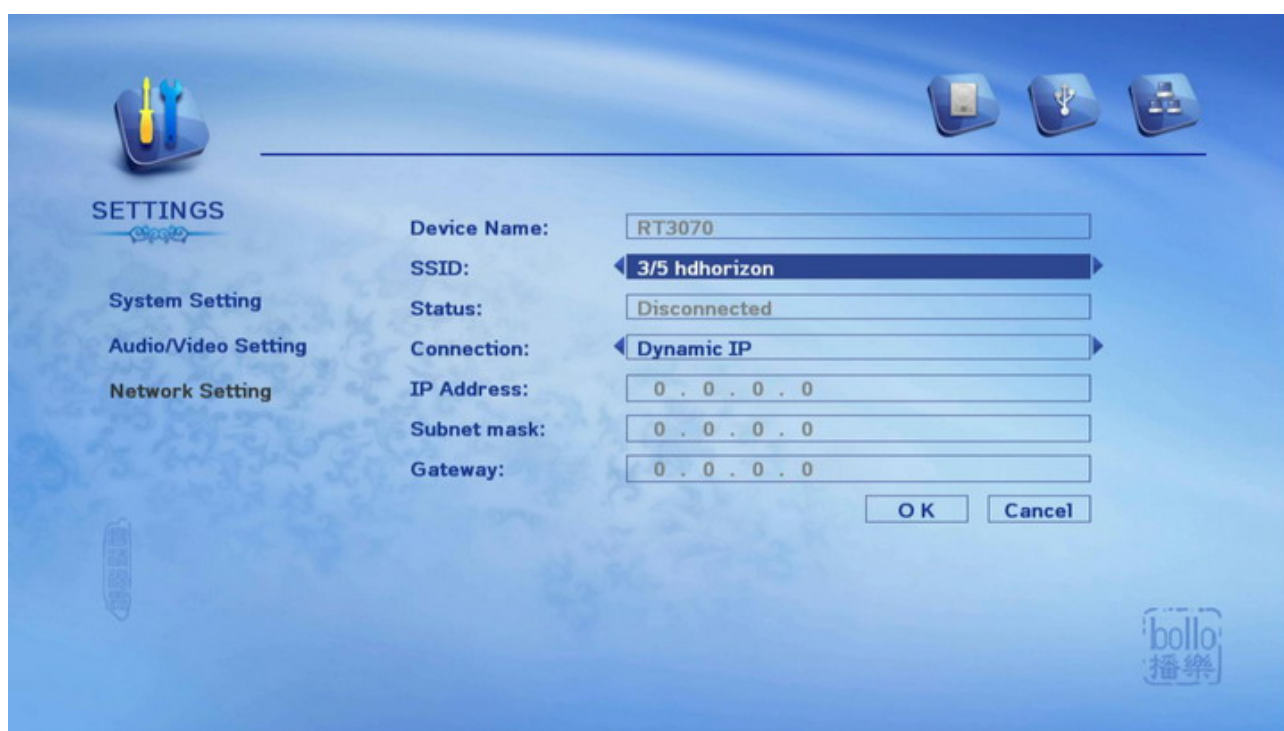 SETTINGS
System Setting
Audio/Video Setting
Network Setting
Device Name: RT3070
SSID: 3/5 hdhorizon
Status: Disconnected
Connection: Dynamic IP
IP Address: 0 . 0 . 0 . 0
Subnet mask: 0 . 0 . 0 . 0
Gateway: 0 . 0 . 0 . 0
O K Cancel
bollo
播樂